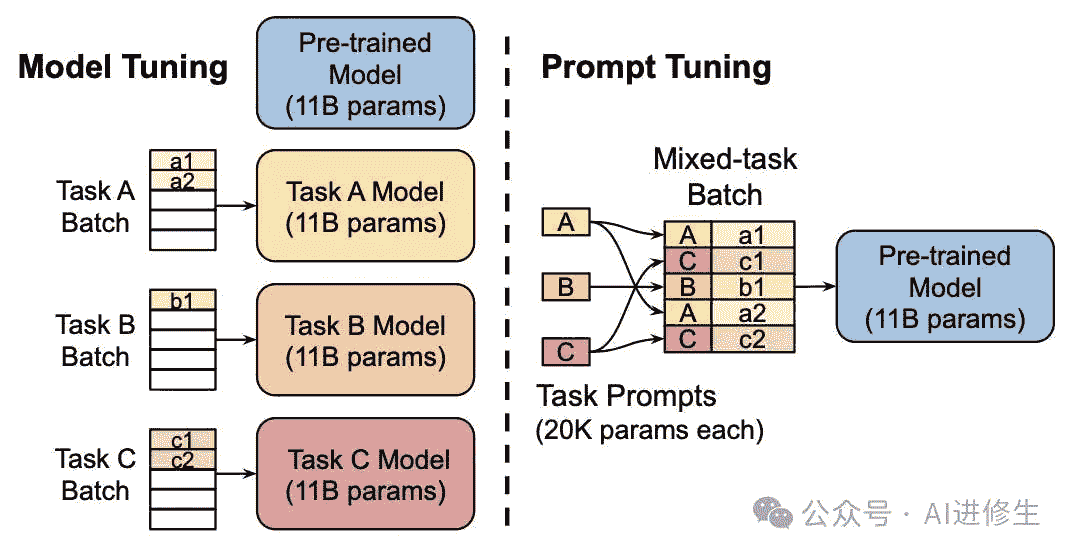 Model Tuning
Pre-trained
Model
(11B params)
Task A
Batch
a1
a2
Task A Model
(11B params)
Task B
Batch
b1
Task B Model
(11B params)
Task C
Batch
c1
c2
Task C Model
(11B params)
Prompt Tuning
Mixed-task
Batch
A
B
C
A a1
C c1
B b1
A a2
C c2
Task Prompts
(20K params each)
Pre-trained
Model
(11B params)
公众号 · AI进修生